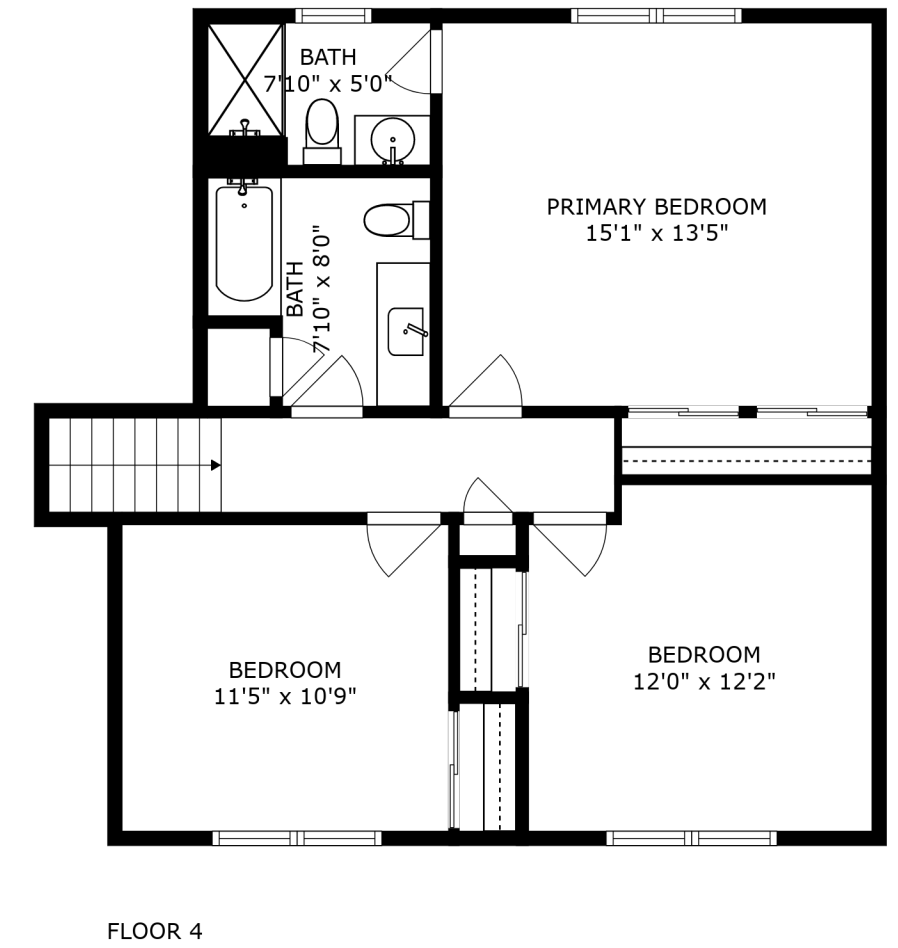 BATH
7'10" x 5'0"
PRIMARY BEDROOM
15'1" x 13'5"
BATH
7'10" x 8'0"
BEDROOM
11'5" x 10'9"
BEDROOM
12'0" x 12'2"
FLOOR 4